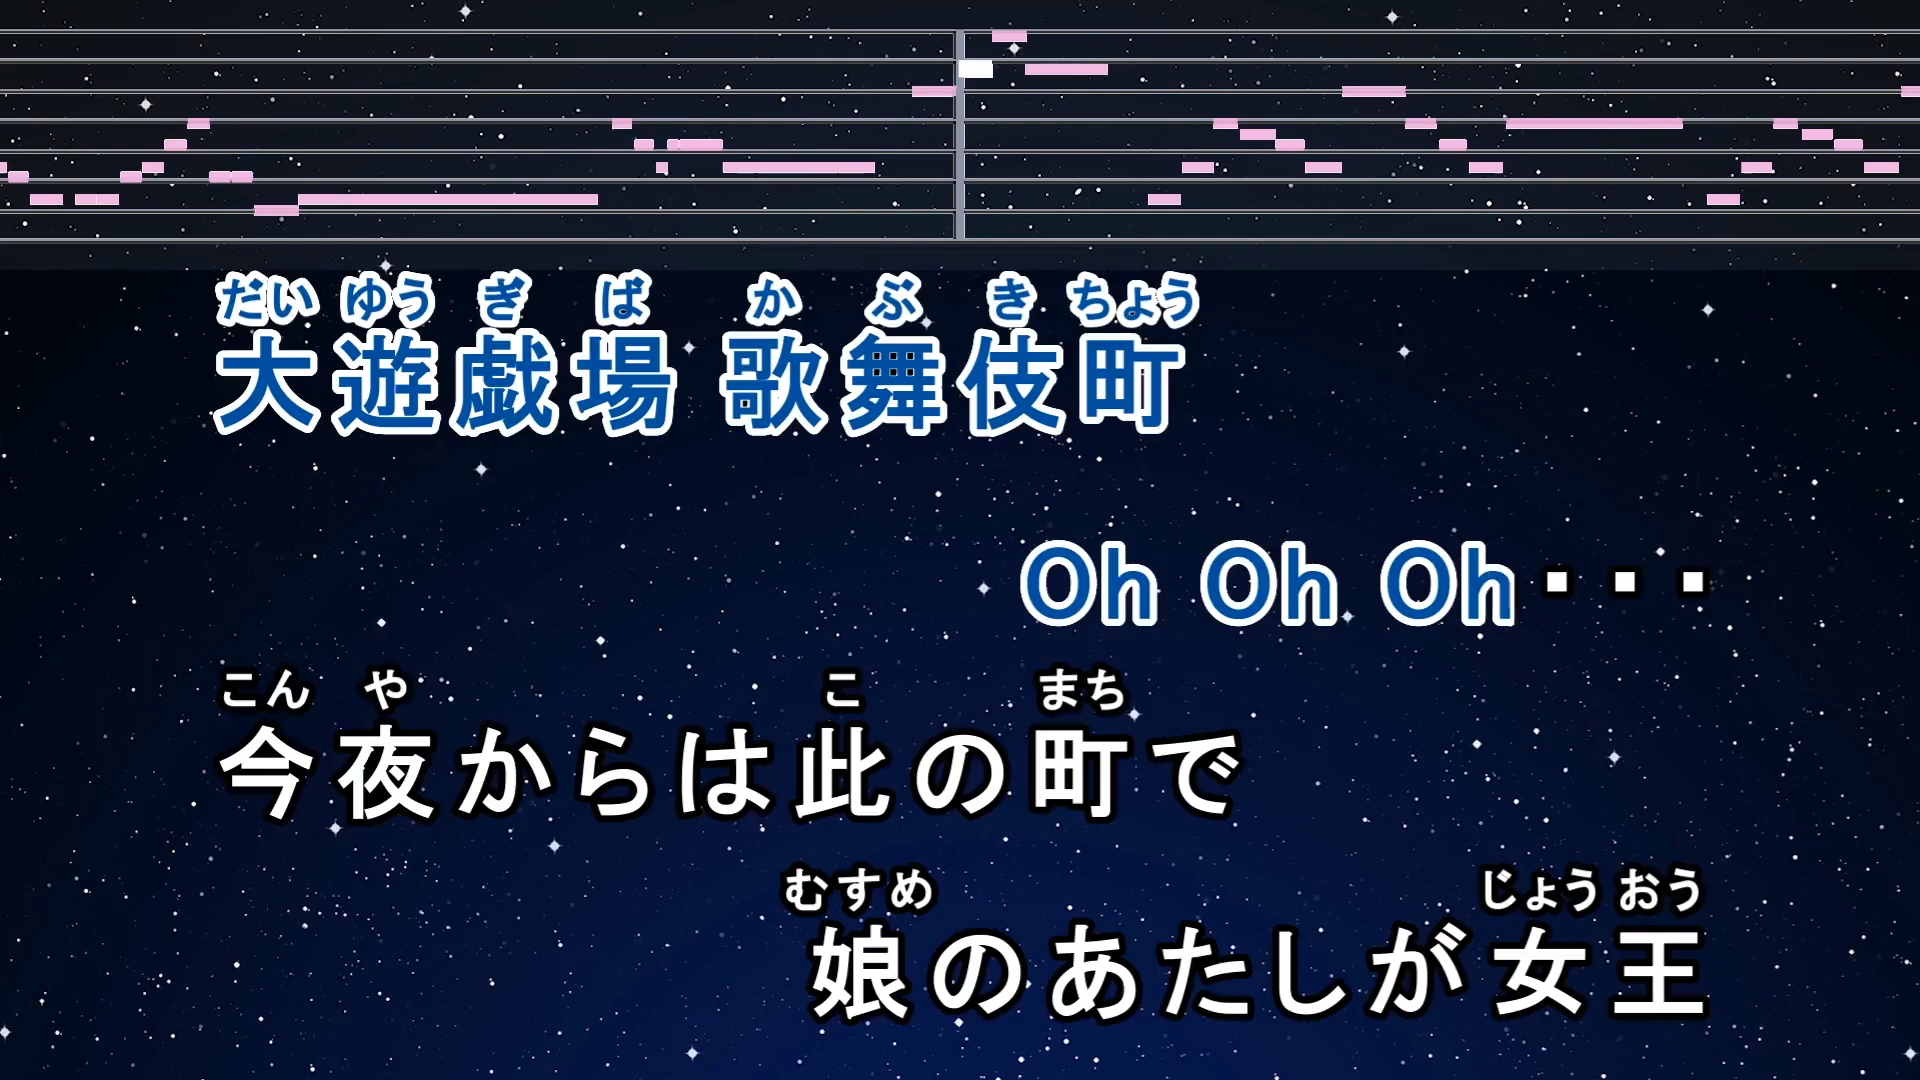 だい ゆう ぎ ば か ぶ き ちょう
大遊戯場 歌舞伎町
Oh Oh Oh・・・
こん や こ まち
今夜からは此の町で
むすめ じょう おう
娘のあたしが女王